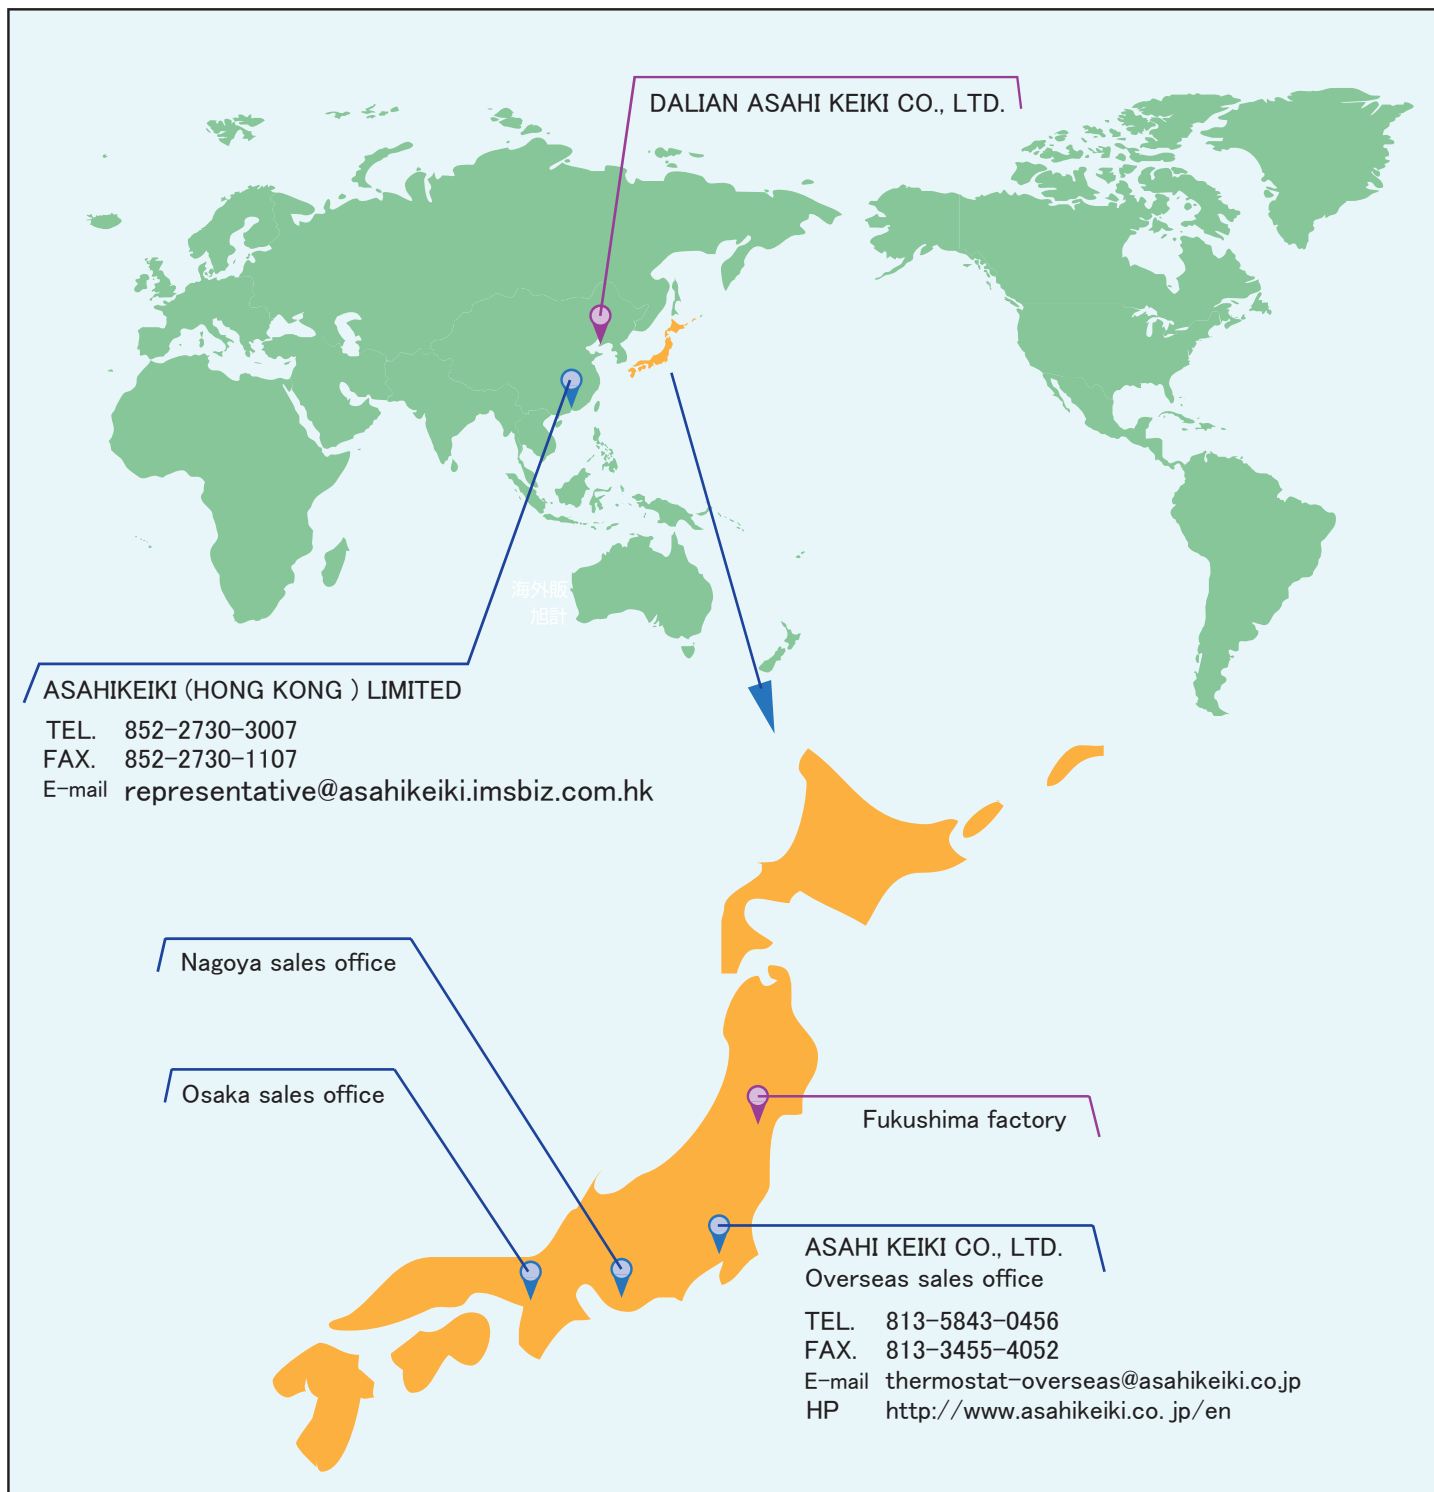 DALIAN ASAHI KEIKI CO., LTD.
海外販
旭計
ASAHIKEIKI (HONG KONG ) LIMITED
TEL. 852-2730-3007
FAX. 852-2730-1107
E-mail representative@asahikeiki.imsbiz.com.hk
Nagoya sales office
Osaka sales office
Fukushima factory
ASAHI KEIKI CO., LTD.
Overseas sales office
TEL. 813-5843-0456
FAX. 813-3455-4052
E-mail thermostat-overseas@asahikeiki.co.jp
HP http://www.asahikeiki.co. jp/en